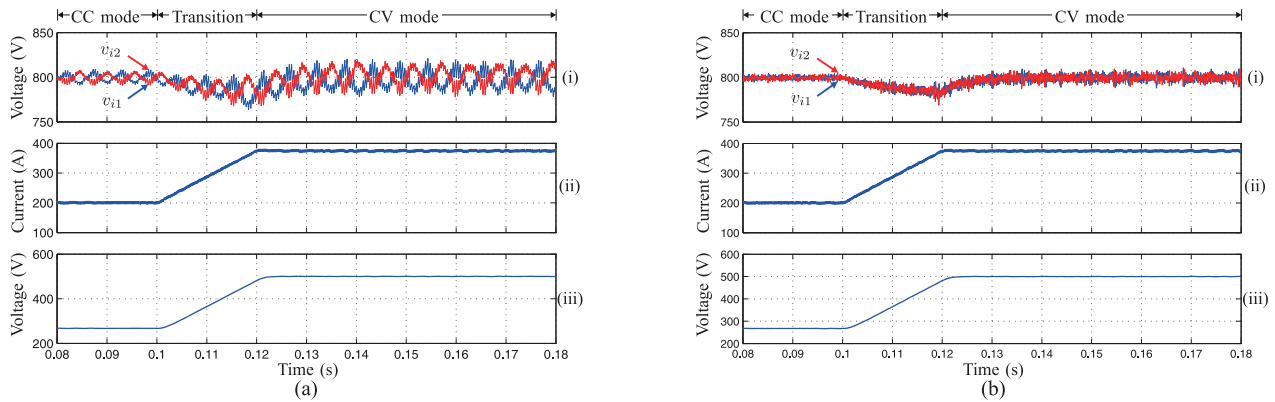 CC mode Transition CV mode
850
800
750
Voltage (V)
v_{i2}
v_{i1}
(i)
400
300
200
100
Current (A)
(ii)
600
400
200
Voltage (V)
(iii)
0.08 0.09 0.1 0.11 0.12 0.13 0.14 0.15 0.16 0.17 0.18
Time (s)
(a)
CC mode Transition CV mode
850
800
750
Voltage (V)
v_{i2}
v_{i1}
(i)
400
300
200
100
Current (A)
(ii)
600
500
400
300
200
Voltage (V)
(iii)
0.08 0.09 0.1 0.11 0.12 0.13 0.14 0.15 0.16 0.17 0.18
Time (s)
(b)